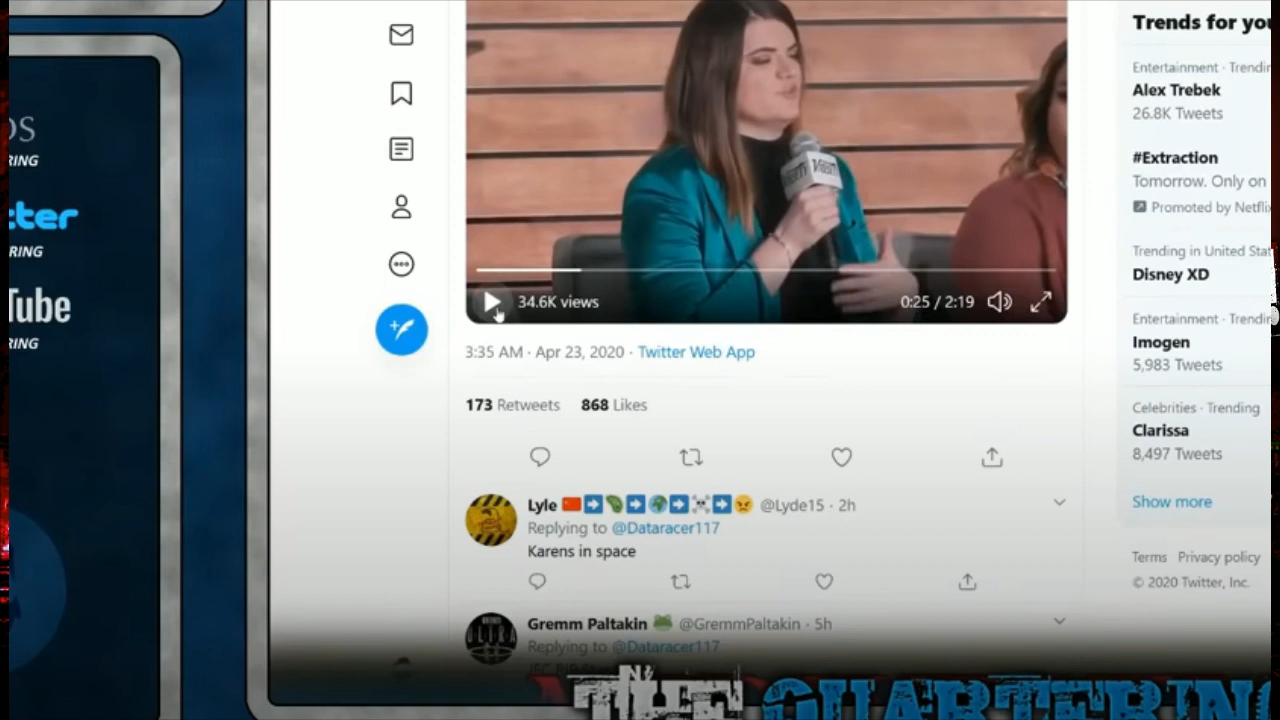 OS
RING
tter
RING
Tube
RING
34.6K views
0:25 / 2:19
3:35 AM · Apr 23, 2020 · Twitter Web App
173 Retweets 868 Likes
Lyle @Lyde15 · 2h
Replying to @Dataracer117
Karens in space
Gremm Paltakin @GremmPaltakin · 5h
Replying to @Dataracer117
Trends for you
Entertainment · Trendin
Alex Trebek
26.8K Tweets
#Extraction
Tomorrow. Only on
Promoted by Netflix
Trending in United Stat
Disney XD
Entertainment · Trendin
Imogen
5,983 Tweets
Celebrities · Trending
Clarissa
8,497 Tweets
Show more
Terms Privacy policy
© 2020 Twitter, Inc.
THE QUARTERING